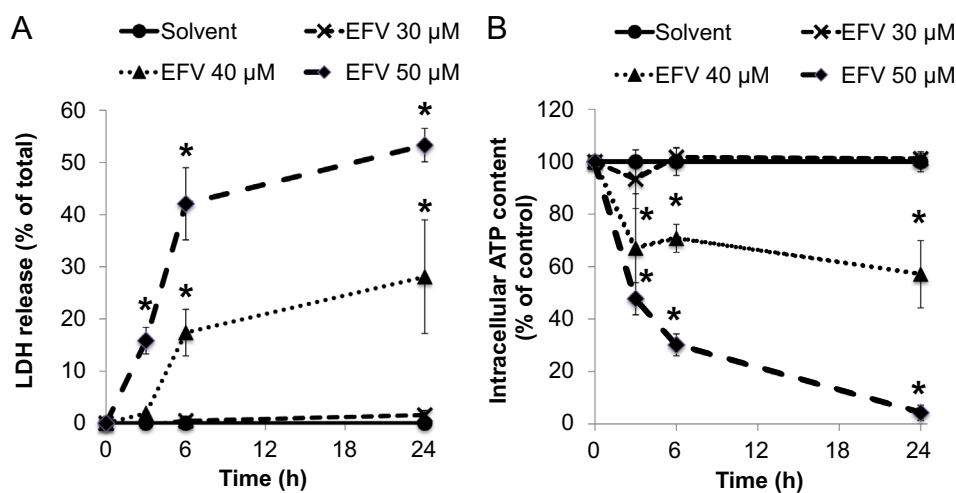 A
Solvent
EFV 30 μM
EFV 40 μM
EFV 50 μM
LDH release (% of total)
60
50
40
30
20
10
0
0 6 12 18 24
Time (h)
* * * * *
B
Solvent
EFV 30 μM
EFV 40 μM
EFV 50 μM
Intracellular ATP content
(% of control)
120
100
80
60
40
20
0
0 6 12 18 24
Time (h)
* * * * * *